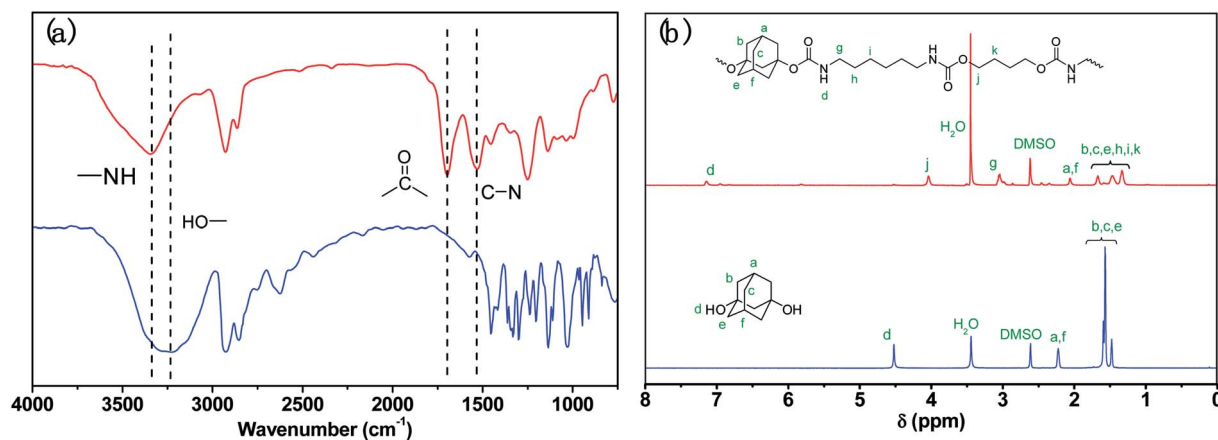 (a)
—NH
HO—
O
C–N
4000 3500 3000 2500 2000 1500 1000
Wavenumber (cm⁻¹)
(b)
a
b
c
O
O
e
f
O
N
H
d
g
h
i
H
N
O
O
j
k
O
O
N
H
H₂O
DMSO
b,c,e,h,i,k
d
j
g
a,f
b,c,e
a
b
c
d
HO
OH
e
f
d
H₂O
DMSO
a,f
8 7 6 5 4 3 2 1 0
δ (ppm)